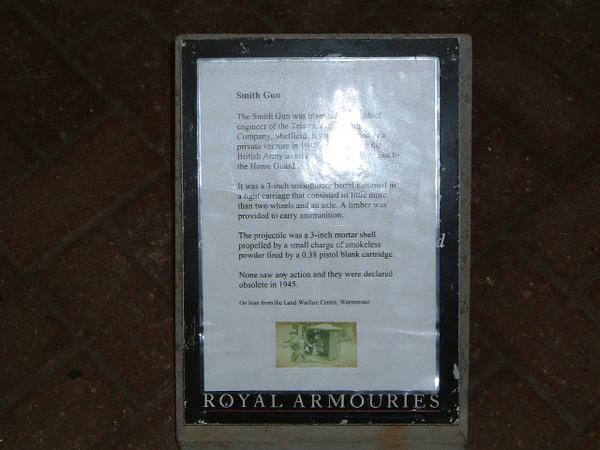 Smith Gun
The Smith Gun was chief
engineer of the
Company, Sheffield. It a
private venture in the
British Army as to
the Home Guard.
It was a 3-inch smoothbore barrel mounted in
a light carriage that consisted of little more
than two wheels and an axle. A limber was
provided to carry ammunition.
The projectile was a 3-inch mortar shell
propelled by a small charge of smokeless
powder fired by a 0.38 pistol blank cartridge.
None saw any action and they were declared
obsolete in 1945.
On loan from the Land Warfare Centre, Warminster.
d
ROYAL ARMOURIES